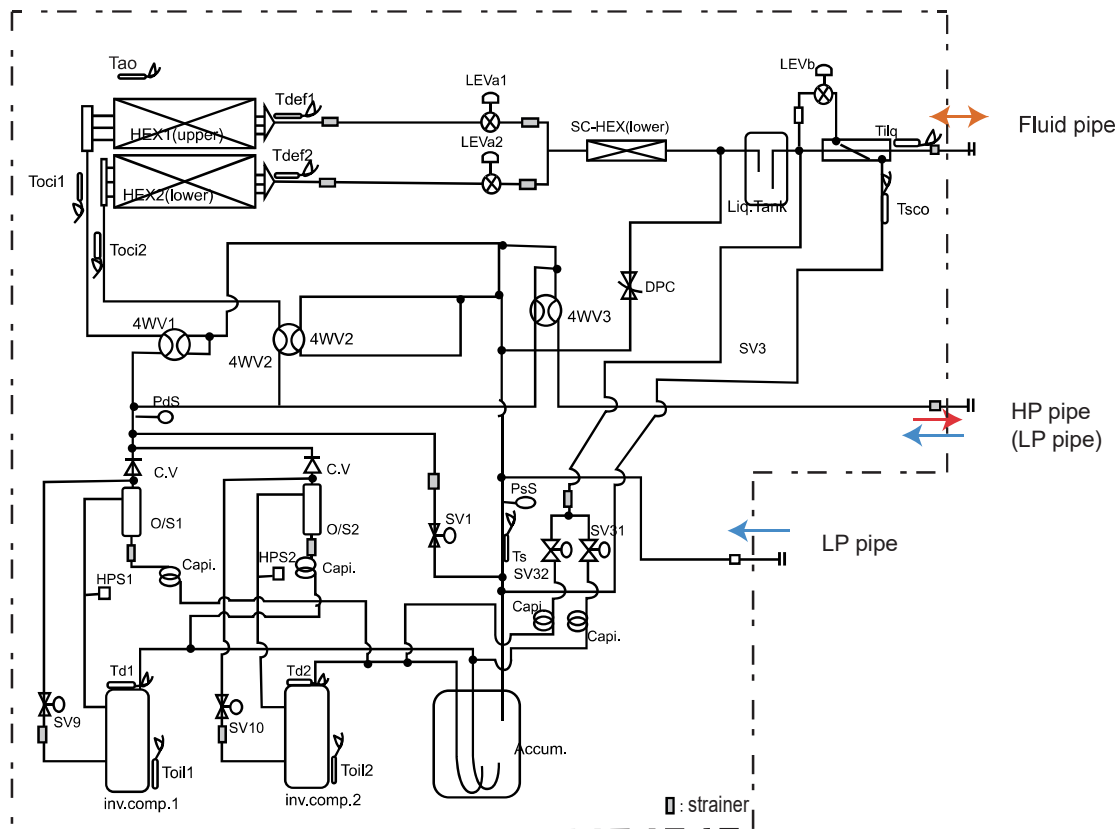 Tao
Tdef1
LEVa1
LEVb
HEX1(upper)
SC-HEX(lower)
Tilq
Fluid pipe
LEVa2
Tdef2
Toci1
HEX2(lower)
Liq.Tank
Tsco
Toci2
DPC
4WV1
4WV2
4WV2
4WV3
SV3
PdS
HP pipe
(LP pipe)
C.V
C.V
PsS
O/S1
O/S2
SV1
SV31
LP pipe
HPS1
Capi.
HPS2
Capi.
Ts
SV32
Capi.
Capi.
Td1
Td2
SV9
SV10
Accum.
Toil1
Toil2
inv.comp.1
inv.comp.2
: strainer